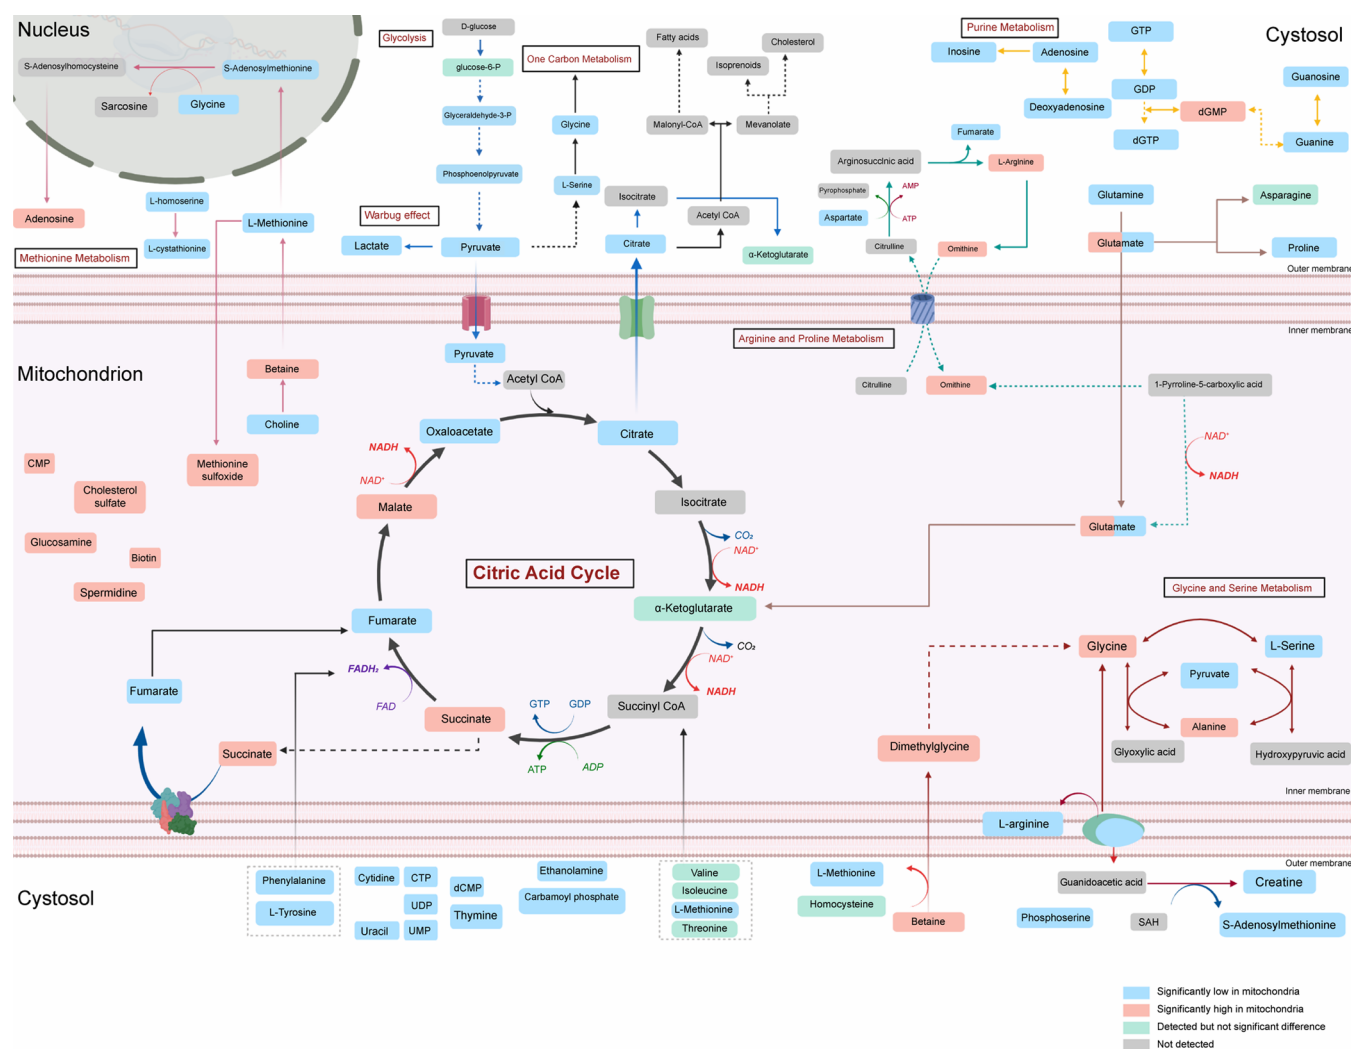 Nucleus
S-Adenosylhomocysteine
S-Adenosylmethionine
Sarcosine
Glycine
Adenosine
L-homoserine
L-cystathionine
L-Methionine
Methionine Metabolism
Glycolysis
D-glucose
glucose-6-P
Glyceraldehyde-3-P
Phosphoenolpyruvate
Warbug effect
Lactate
Pyruvate
One Carbon Metabolism
Glycine
L-Serine
Fatty acids
Cholesterol
Isoprenoids
Malonyl-CoA
Mevanolate
Isocitrate
Acetyl CoA
Citrate
α-Ketoglutarate
Purine Metabolism
Inosine
Adenosine
Deoxyadenosine
GTP
GDP
dGTP
dGMP
Cystosol
Guanosine
Guanine
Fumarate
Arginosuccinic acid
L-Arginine
Pyrophosphate
AMP
Aspartate
ATP
Citrulline
Ornithine
Glutamine
Glutamate
Asparagine
Proline
Outer membrane
Inner membrane
Arginine and Proline Metabolism
Mitochondrion
Betaine
Choline
Methionine
sulfoxide
CMP
Cholesterol
sulfate
Glucosamine
Biotin
Spermidine
Pyruvate
Acetyl CoA
Oxaloacetate
Citrate
NADH
NAD⁺
Malate
Isocitrate
CO₂
NAD⁺
NADH
Citric Acid Cycle
α-Ketoglutarate
CO₂
NAD⁺
NADH
Fumarate
FADH₂
FAD
Succinate
GTP
GDP
ATP
ADP
Succinyl CoA
Fumarate
Succinate
Citrulline
Ornithine
1-Pyrroline-5-carboxylic acid
NAD⁺
NADH
Glutamate
Glycine and Serine Metabolism
Glycine
L-Serine
Pyruvate
Alanine
Glyoxylic acid
Hydroxypyruvic acid
Dimethylglycine
Inner membrane
L-arginine
Outer membrane
Cystosol
Phenylalanine
L-Tyrosine
Cytidine
CTP
UDP
Uracil
UMP
dCMP
Thymine
Ethanolamine
Carbamoyl phosphate
Valine
Isoleucine
L-Methionine
Threonine
L-Methionine
Homocysteine
Betaine
Guanidoacetic acid
Creatine
Phosphoserine
SAH
S-Adenosylmethionine
Significantly low in mitochondria
Significantly high in mitochondria
Detected but not significant difference
Not detected